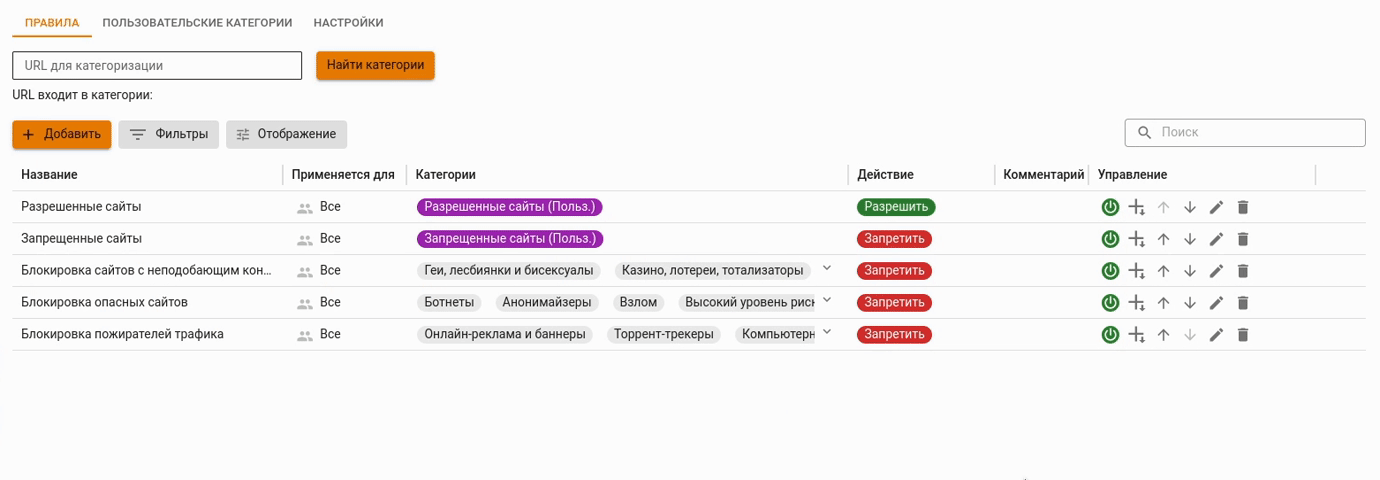 ПРАВИЛА ПОЛЬЗОВАТЕЛЬСКИЕ КАТЕГОРИИ НАСТРОЙКИ
URL для категоризации Найти категории
URL входит в категории:
Добавить Фильтры Отображение Поиск
Название Применяется для Категории Действие Комментарий Управление
Разрешенные сайты Все Разрешенные сайты (Польз.) Разрешить
Запрещенные сайты Все Запрещенные сайты (Польз.) Запретить
Блокировка сайтов с неподобающим кон... Все Геи, лесбиянки и бисексуалы Казино, лотереи, тотализаторы Запретить
Блокировка опасных сайтов Все Ботнеты Анонимайзеры Взлом Высокий уровень риск Запретить
Блокировка пожирателей трафика Все Онлайн-реклама и баннеры Торрент-трекеры Компьютерн Запретить